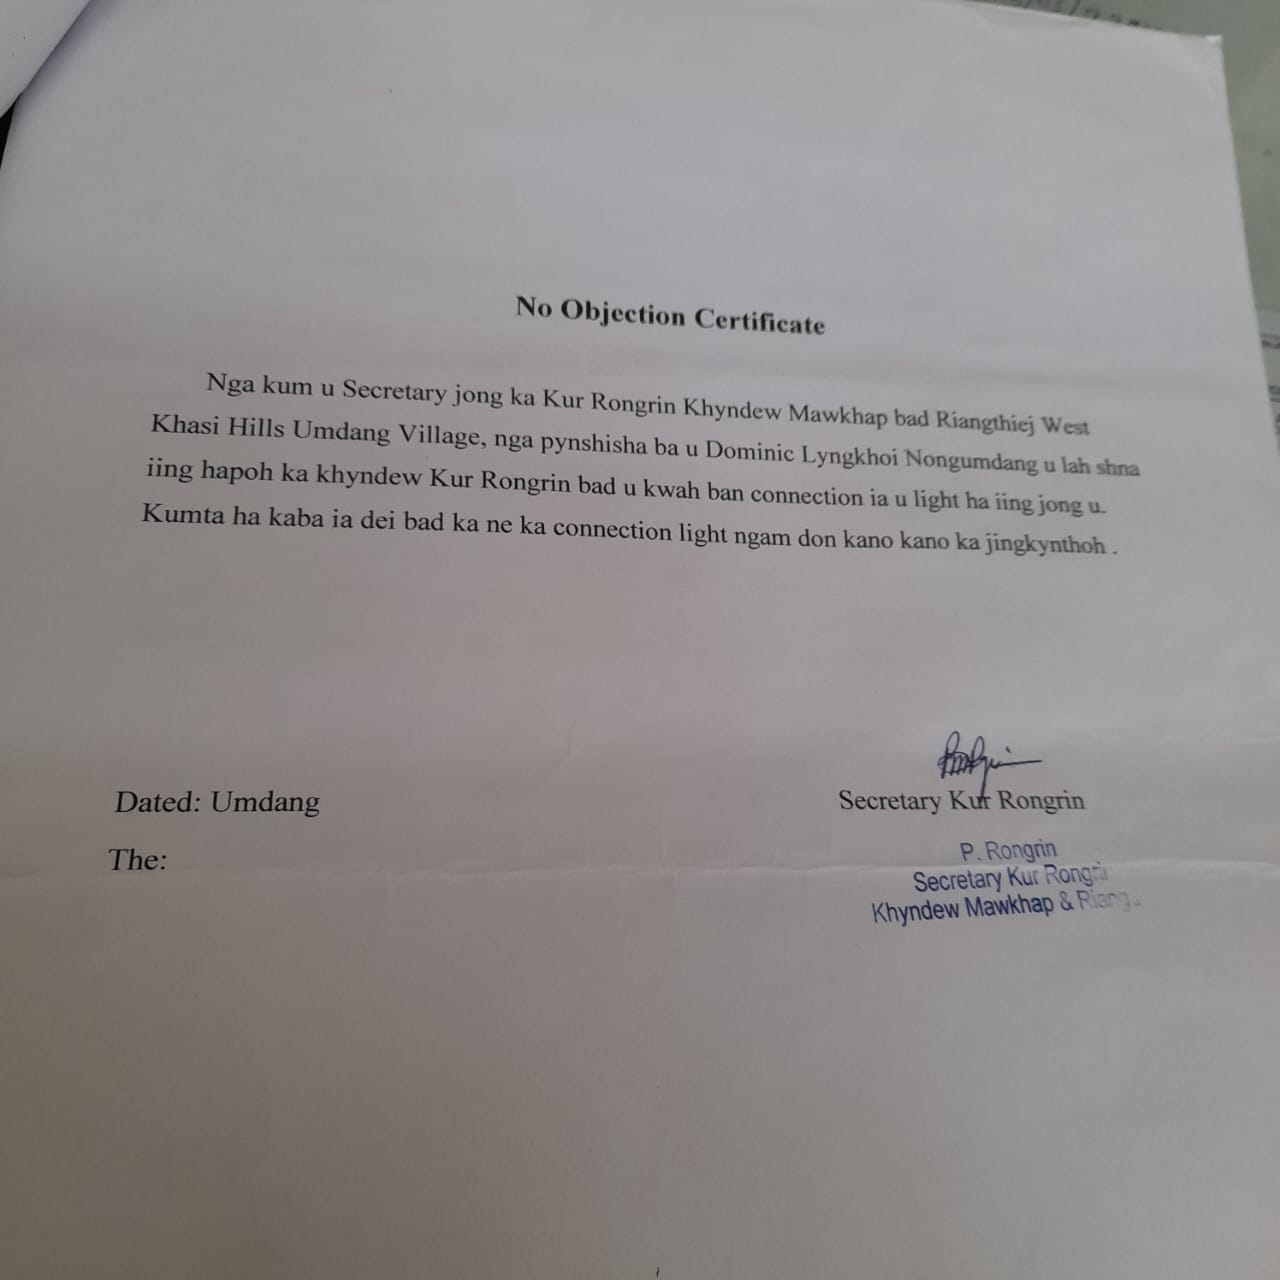 No Objection Certificate
Nga kum u Secretary jong ka Kur Rongrin Khyndew Mawkhap bad Riangthiej West
Khasi Hills Umdang Village, nga pynshisha ba u Dominic Lyngkhoi Nongumdang u lah shna
iing hapoh ka khyndew Kur Rongrin bad u kwah ban connection ia u light ha iing jong u.
Kumta ha kaba ia dei bad ka ne ka connection light ngam don kano kano ka jingkynthoh .
Secretary Kur Rongrin
Dated: Umdang
The:
P. Rongrin
Secretary Kur Rongri
Khyndew Mawkhap &